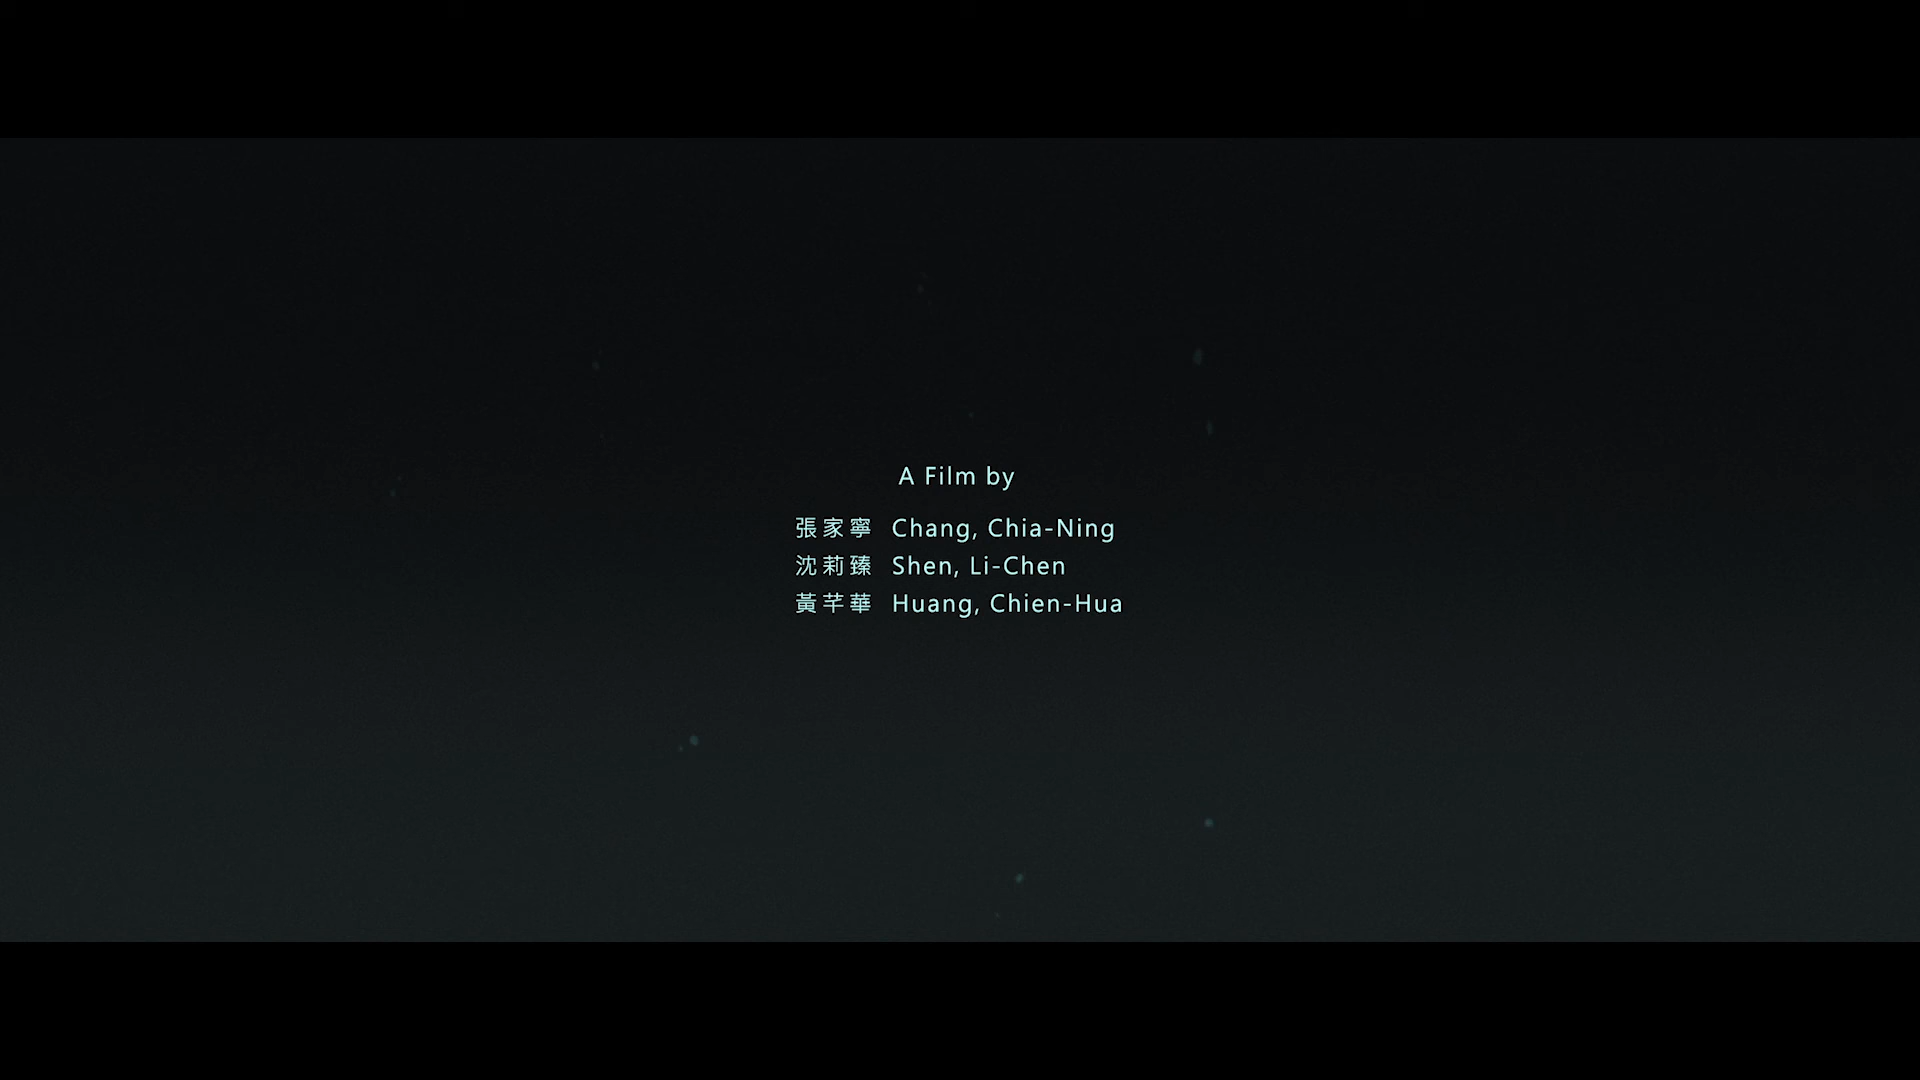 A Film by
張家寧 Chang, Chia-Ning
沈莉臻 Shen, Li-Chen
黃芊華 Huang, Chien-Hua